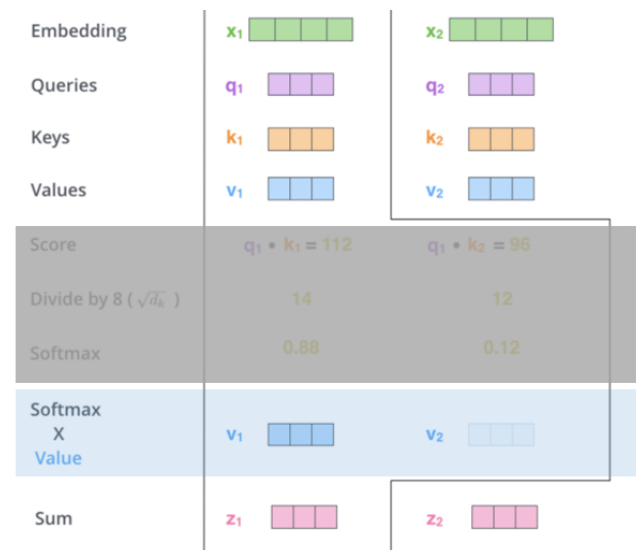 Embedding x₁ x₂
Queries q₁ q₂
Keys k₁ k₂
Values v₁ v₂
Score q₁ • k₁ = 112 q₁ • k₂ = 96
Divide by 8 ( √dₖ ) 14 12
Softmax 0.88 0.12
Softmax
X v₁ v₂
Value
Sum z₁ z₂